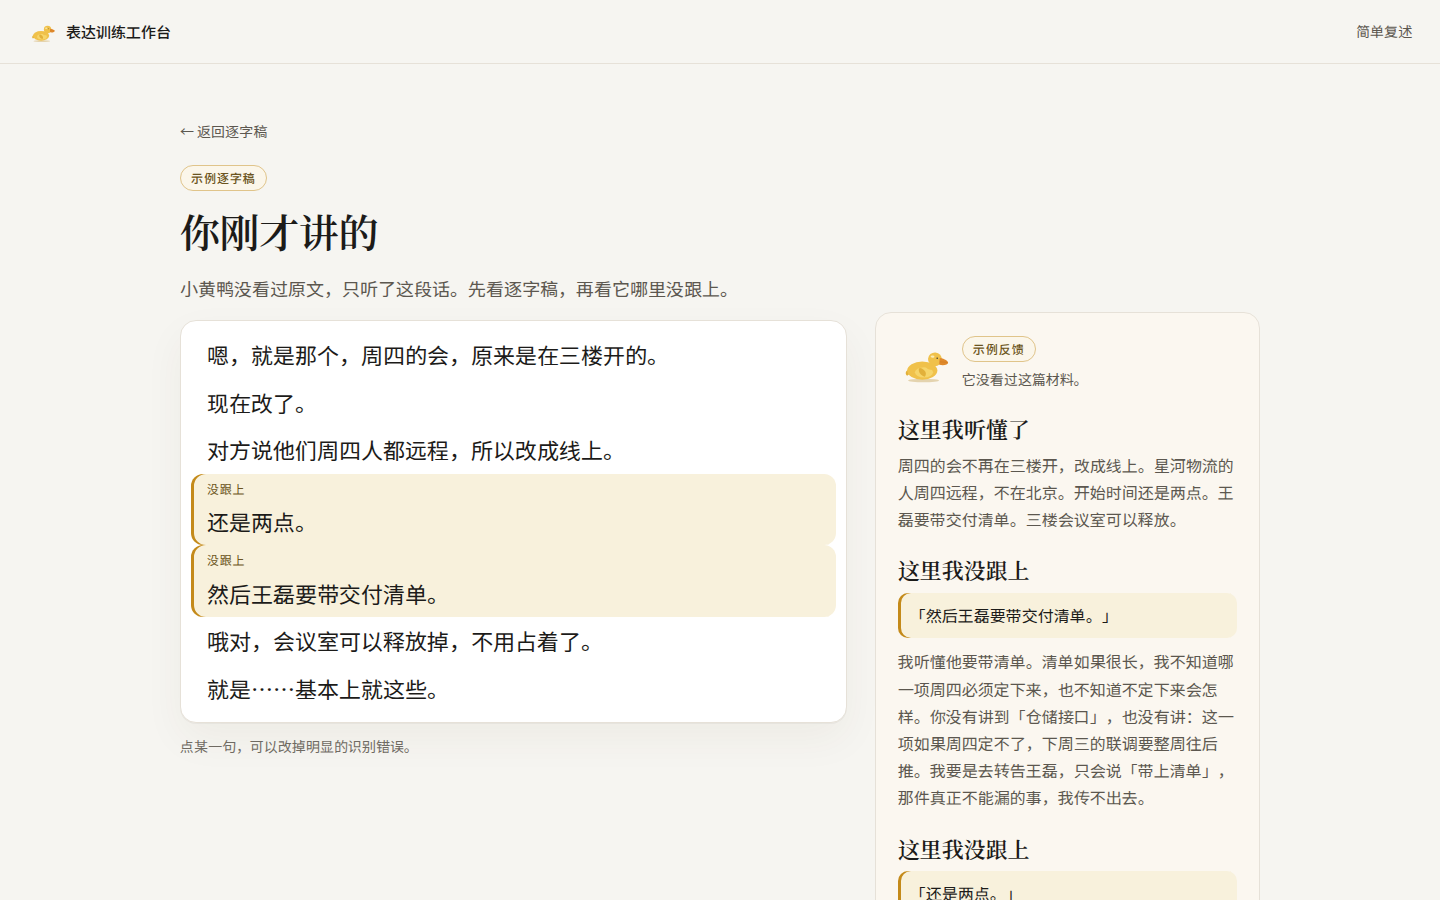 表达训练工作台
简单复述
← 返回逐字稿
示例逐字稿
你刚才讲的
小黄鸭没看过原文，只听了这段话。先看逐字稿，再看它哪里没跟上。
嗯，就是那个，周四的会，原来是在三楼开的。
现在改了。
对方说他们周四人都远程，所以改成线上。
没跟上
还是两点。
没跟上
然后王磊要带交付清单。
哦对，会议室可以释放掉，不用占着了。
就是……基本上就这些。
点某一句，可以改掉明显的识别错误。
示例反馈
它没看过这篇材料。
这里我听懂了
周四的会不再在三楼开，改成线上。星河物流的
人周四远程，不在北京。开始时间还是两点。王
磊要带交付清单。三楼会议室可以释放。
这里我没跟上
「然后王磊要带交付清单。」
我听懂他要带清单。清单如果很长，我不知道哪
一项周四必须定下来，也不知道不定下来会怎
样。你没有讲到「仓储接口」，也没有讲：这一
项如果周四定不了，下周三的联调要整周往后
推。我要是去转告王磊，只会说「带上清单」，
那件真正不能漏的事，我传不出去。
这里我没跟上
「还是两点。」